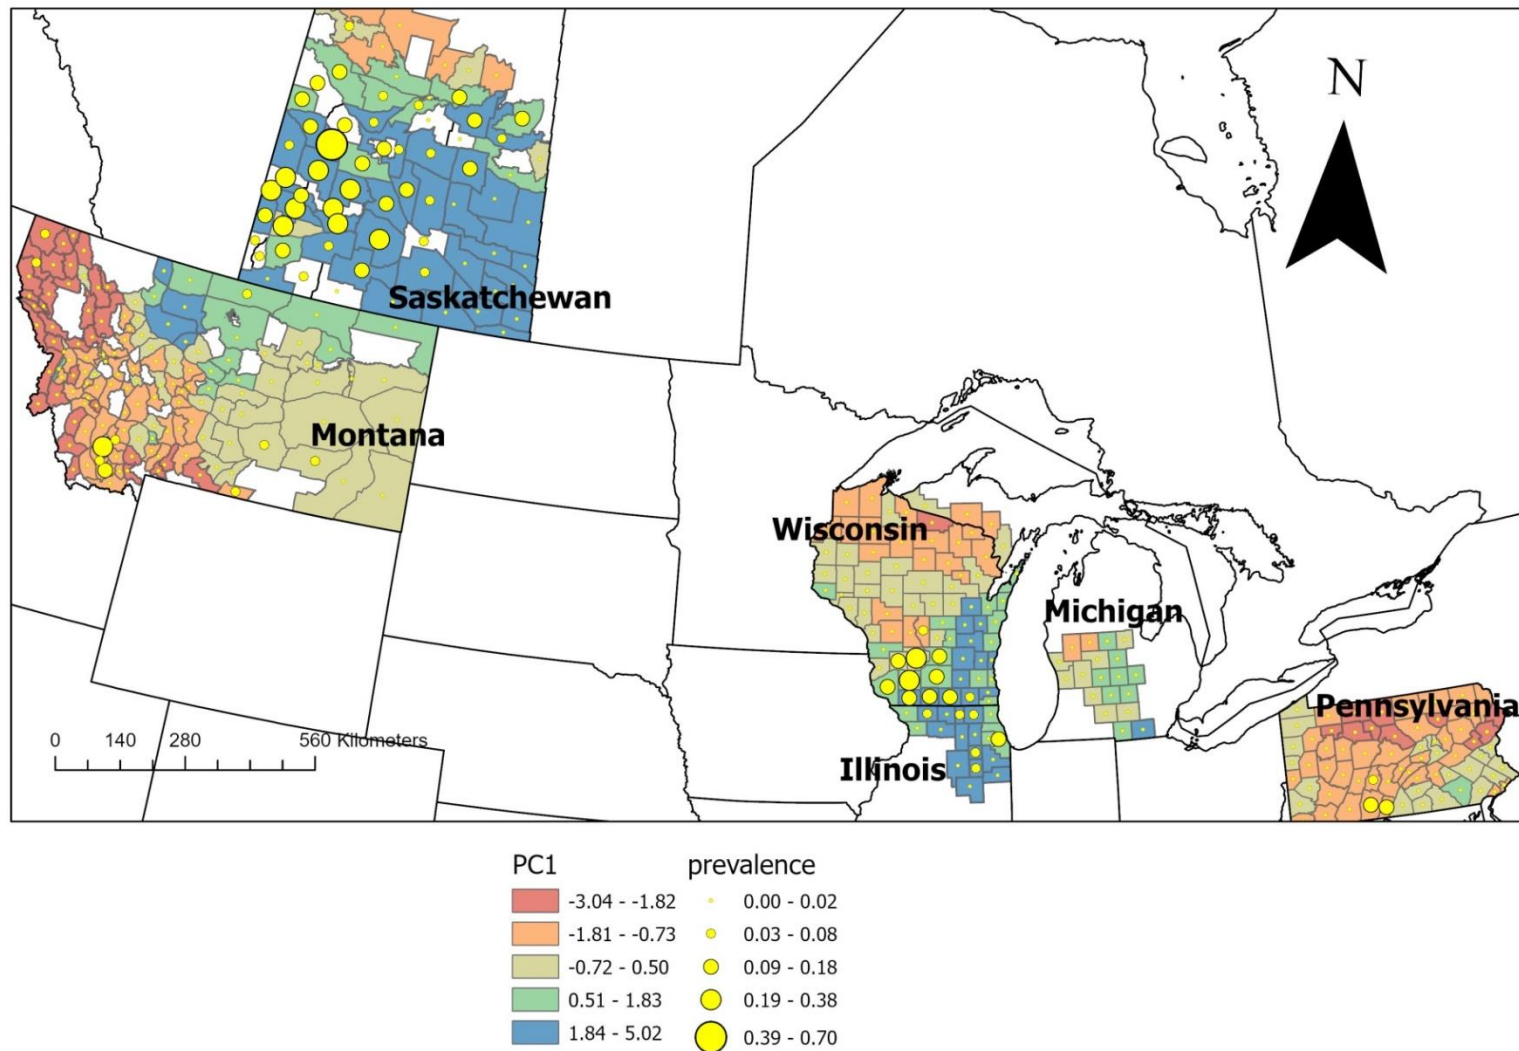 N
Saskatchewan
Montana
Wisconsin
Michigan
Pennsylvania
0 140 280 560 Kilometers
Illinois
PC1 prevalence
-3.04 - -1.82 0.00 - 0.02
-1.81 - -0.73 0.03 - 0.08
-0.72 - 0.50 0.09 - 0.18
0.51 - 1.83 0.19 - 0.38
1.84 - 5.02 0.39 - 0.70